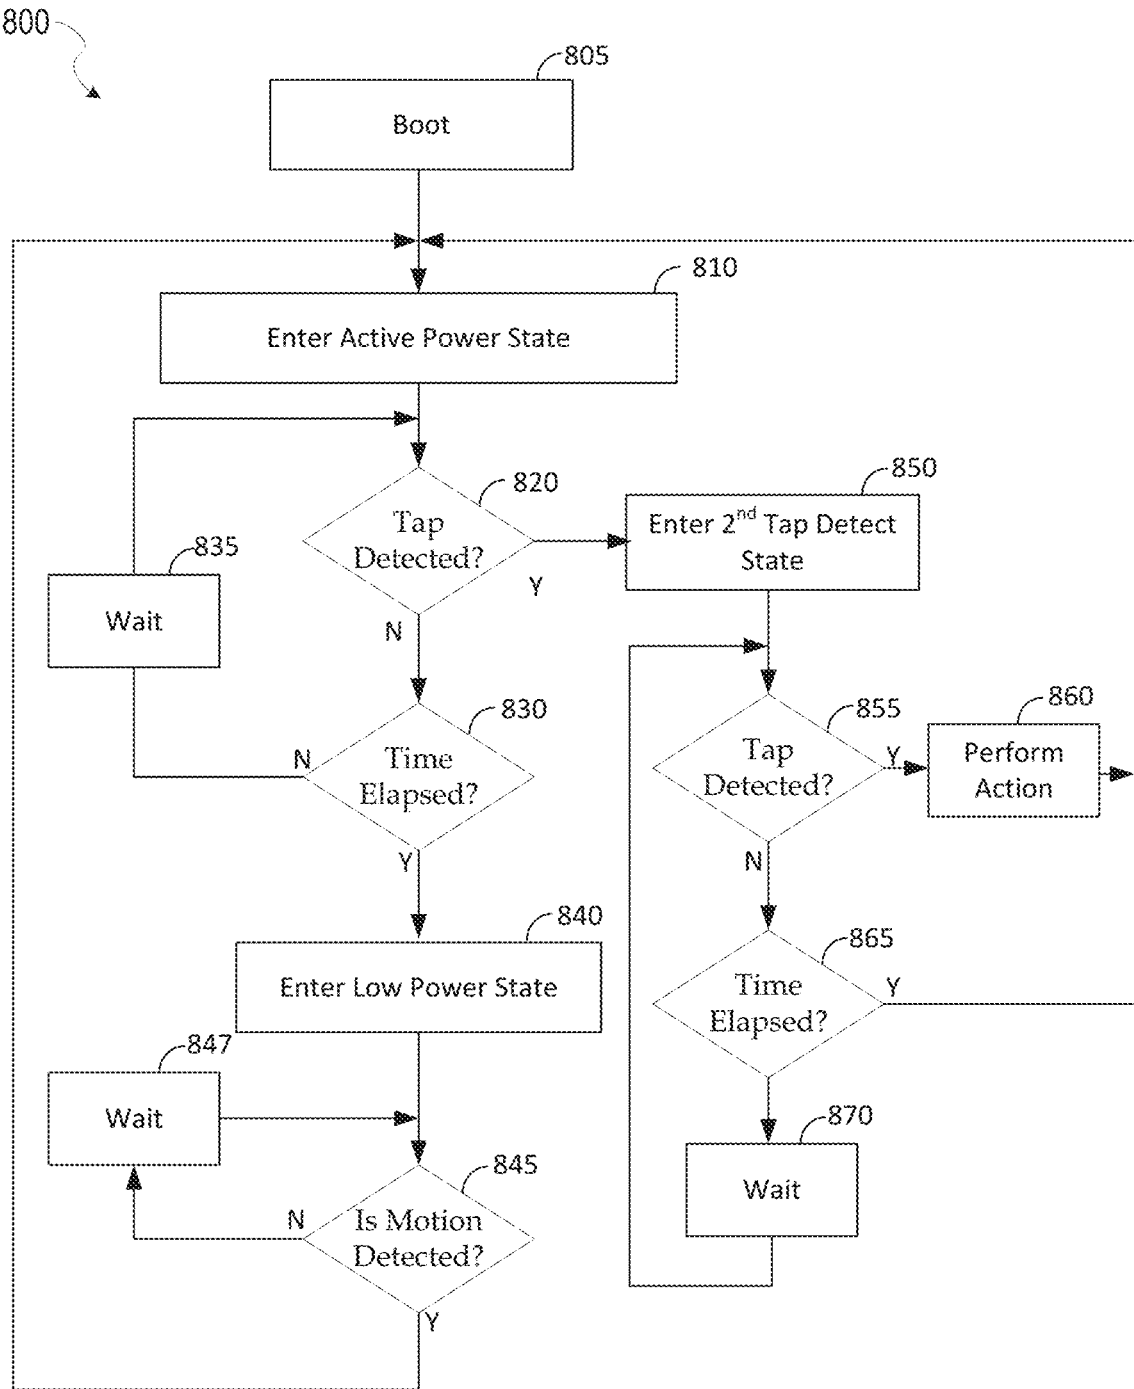 800
805
Boot
810
Enter Active Power State
820
Tap
Detected?
Y
N
835
Wait
830
Time
Elapsed?
N
Y
840
Enter Low Power State
847
Wait
845
Is Motion
Detected?
N
Y
850
Enter 2nd Tap Detect
State
855
Tap
Detected?
Y
N
860
Perform
Action
865
Time
Elapsed?
Y
870
Wait